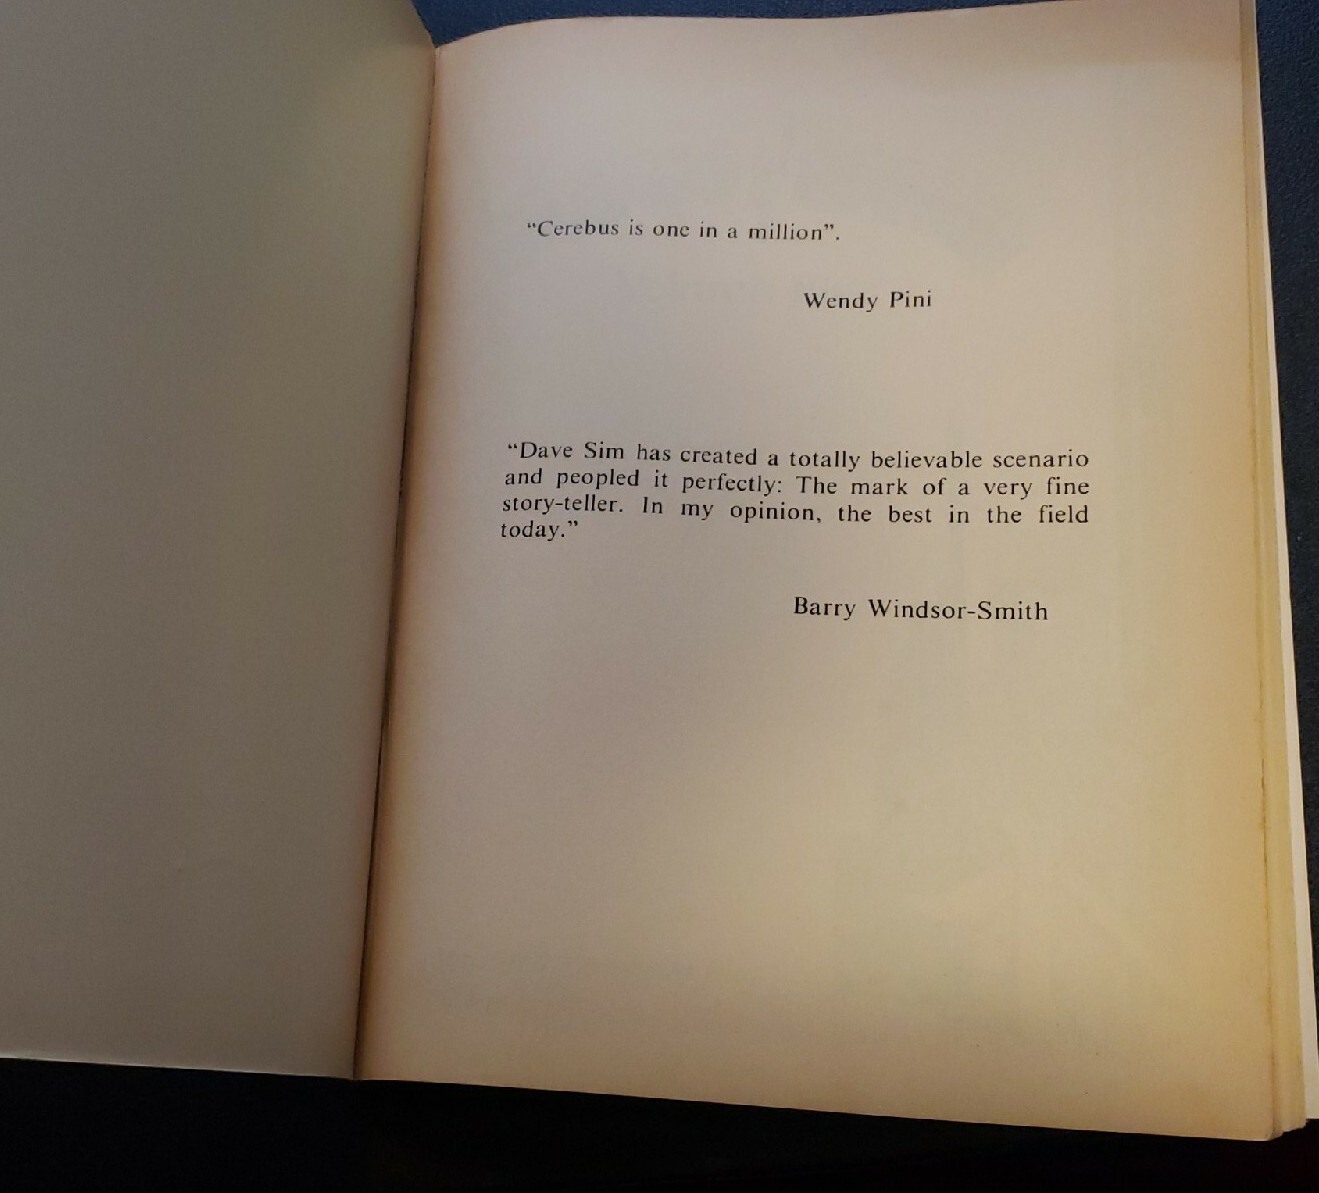 “Cerebus is one in a million”.
Wendy Pini
“Dave Sim has created a totally believable scenario
and peopled it perfectly: The mark of a very fine
story-teller. In my opinion, the best in the field
today.”
Barry Windsor-Smith